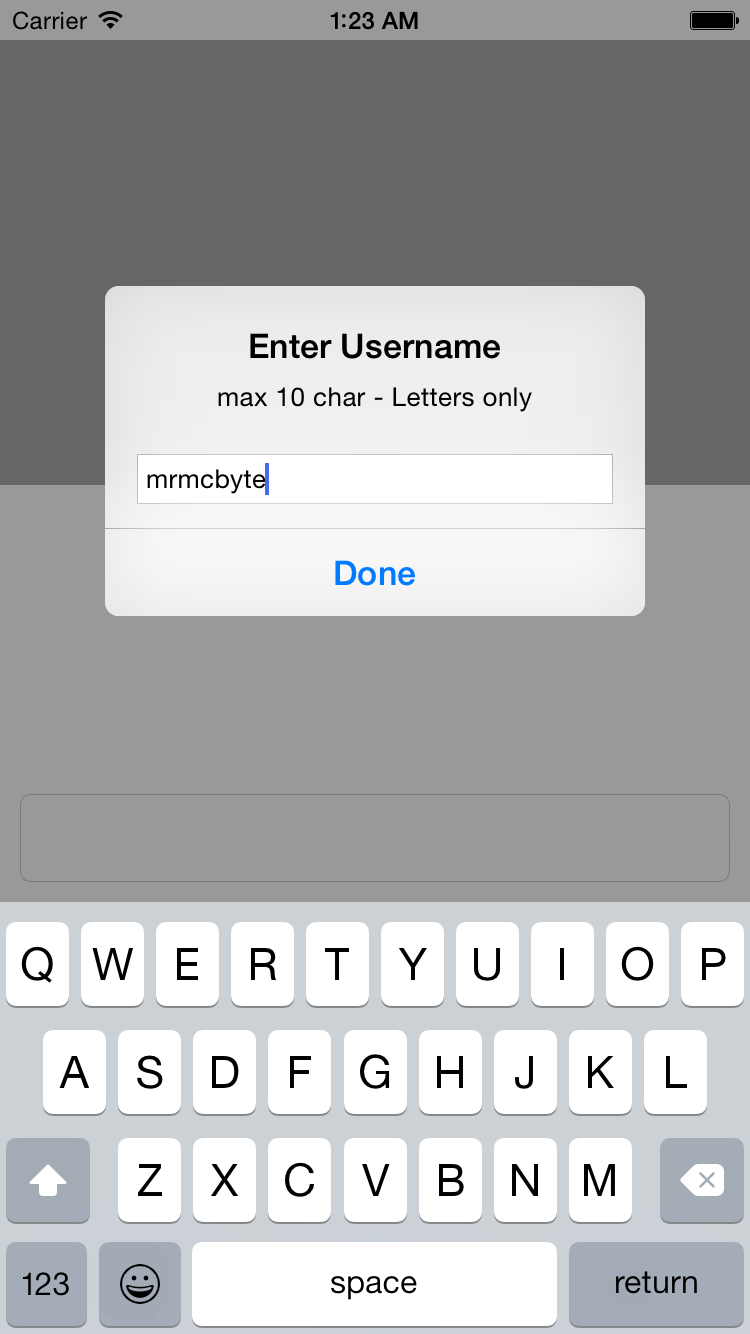 Carrier 1:23 AM
Enter Username
max 10 char - Letters only
mrmcbyte
Done
Q W E R T Y U I O P
A S D F G H J K L
Z X C V B N M
123 space return